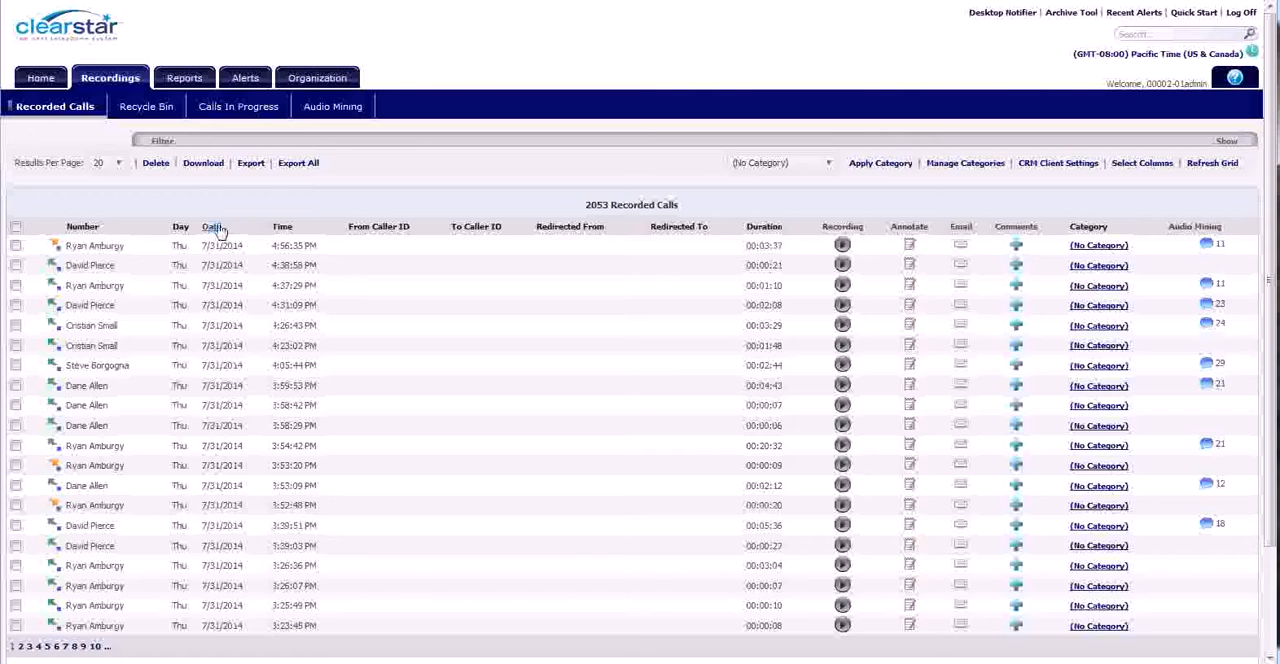 Desktop Notifier | Archive Tool | Recent Alerts | Quick Start | Log Off
clearstar
Search...
(GMT-08:00) Pacific Time (US & Canada)
Home Recordings Reports Alerts Organization
Welcome, 00002-01admin
Recorded Calls Recycle Bin Calls In Progress Audio Mining
Filter Show
Results Per Page: 20 Delete Download Export Export All (No Category) Apply Category Manage Categories CRM Client Settings Select Columns Refresh Grid
2053 Recorded Calls
Number Day Date Time From Caller ID To Caller ID Redirected From Redirected To Duration Recording Annotate Email Comments Category Audio Mining
Ryan Amburgy Thu 7/31/2014 4:56:35 PM 00:03:37 (No Category) 11
David Pierce Thu 7/31/2014 4:38:58 PM 00:00:21 (No Category)
Ryan Amburgy Thu 7/31/2014 4:37:29 PM 00:01:10 (No Category) 11
David Pierce Thu 7/31/2014 4:31:09 PM 00:02:08 (No Category) 23
Cristian Small Thu 7/31/2014 4:26:43 PM 00:03:29 (No Category) 24
Cristian Small Thu 7/31/2014 4:23:02 PM 00:01:48 (No Category)
Steve Borgogna Thu 7/31/2014 4:05:44 PM 00:02:44 (No Category) 29
Dane Allen Thu 7/31/2014 3:59:53 PM 00:04:43 (No Category) 21
Dane Allen Thu 7/31/2014 3:58:42 PM 00:00:07 (No Category)
Dane Allen Thu 7/31/2014 3:58:29 PM 00:00:06 (No Category)
Ryan Amburgy Thu 7/31/2014 3:54:42 PM 00:20:32 (No Category) 21
Ryan Amburgy Thu 7/31/2014 3:53:20 PM 00:00:09 (No Category)
Dane Allen Thu 7/31/2014 3:53:09 PM 00:02:12 (No Category) 12
Ryan Amburgy Thu 7/31/2014 3:52:48 PM 00:00:20 (No Category)
David Pierce Thu 7/31/2014 3:39:51 PM 00:05:36 (No Category) 18
David Pierce Thu 7/31/2014 3:39:03 PM 00:00:27 (No Category)
Ryan Amburgy Thu 7/31/2014 3:26:36 PM 00:03:04 (No Category)
Ryan Amburgy Thu 7/31/2014 3:26:07 PM 00:00:07 (No Category)
Ryan Amburgy Thu 7/31/2014 3:25:49 PM 00:00:10 (No Category)
Ryan Amburgy Thu 7/31/2014 3:23:45 PM 00:00:08 (No Category)
1 2 3 4 5 6 7 8 9 10 ...